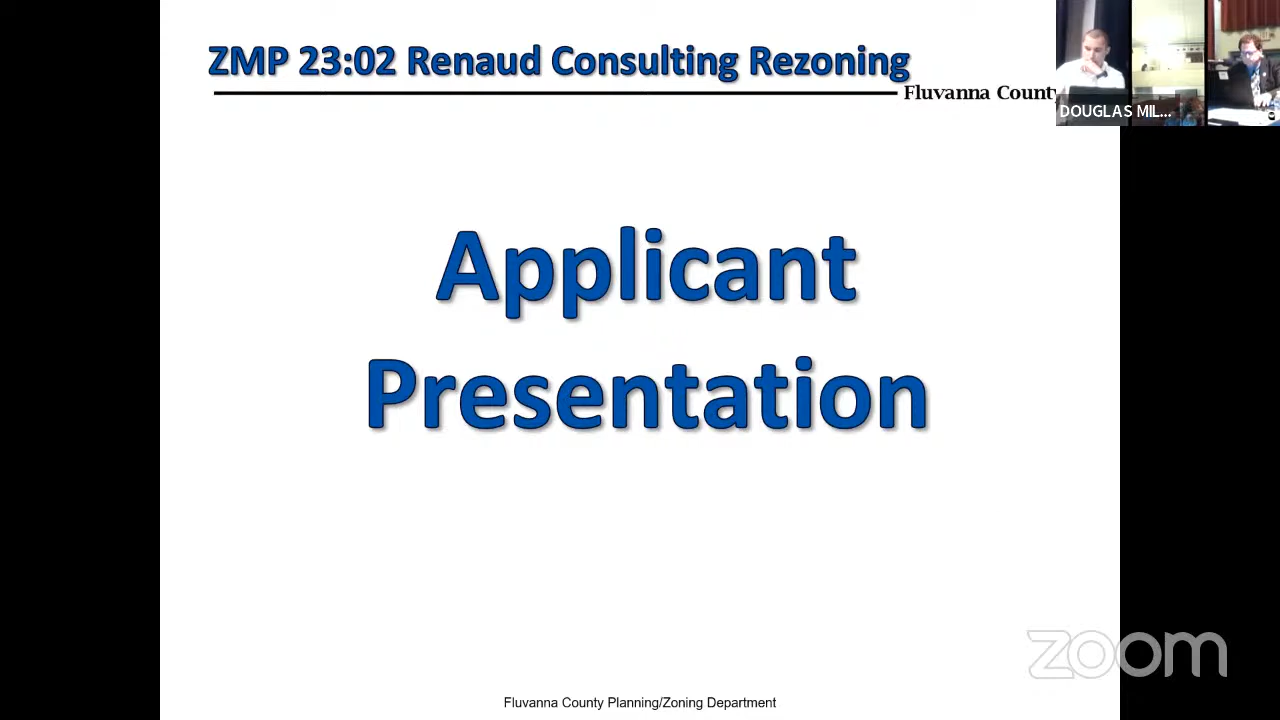 ZMP 23:02 Renaud Consulting Rezoning
Fluvanna County
DOUGLAS MIL...
Applicant
Presentation
zoom
Fluvanna County Planning/Zoning Department